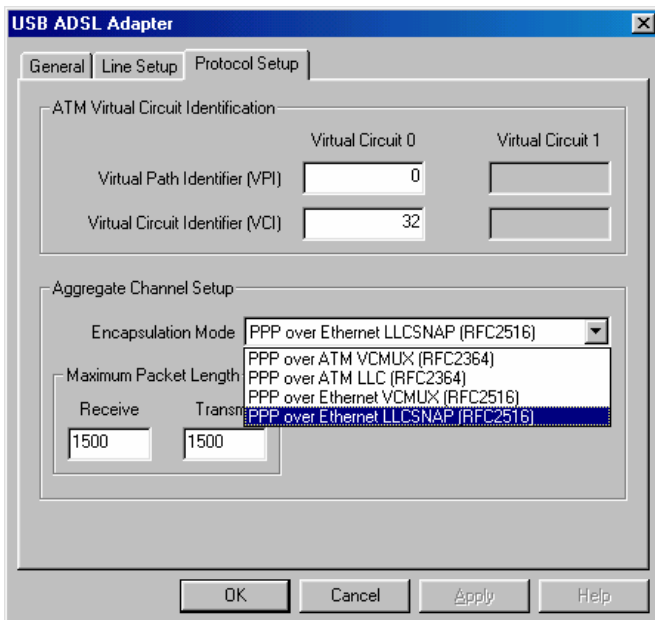 USB ADSL Adapter
General Line Setup Protocol Setup
ATM Virtual Circuit Identification
Virtual Circuit 0 Virtual Circuit 1
Virtual Path Identifier (VPI) 0
Virtual Circuit Identifier (VCI) 32
Aggregate Channel Setup
Encapsulation Mode PPP over Ethernet LLCSNAP (RFC2516)
PPP over ATM VCMUX (RFC2364)
Maximum Packet Length PPP over ATM LLC (RFC2364)
PPP over Ethernet VCMUX (RFC2516)
Receive Transm PPP over Ethernet LLCSNAP (RFC2516)
1500 1500
OK Cancel Apply Help